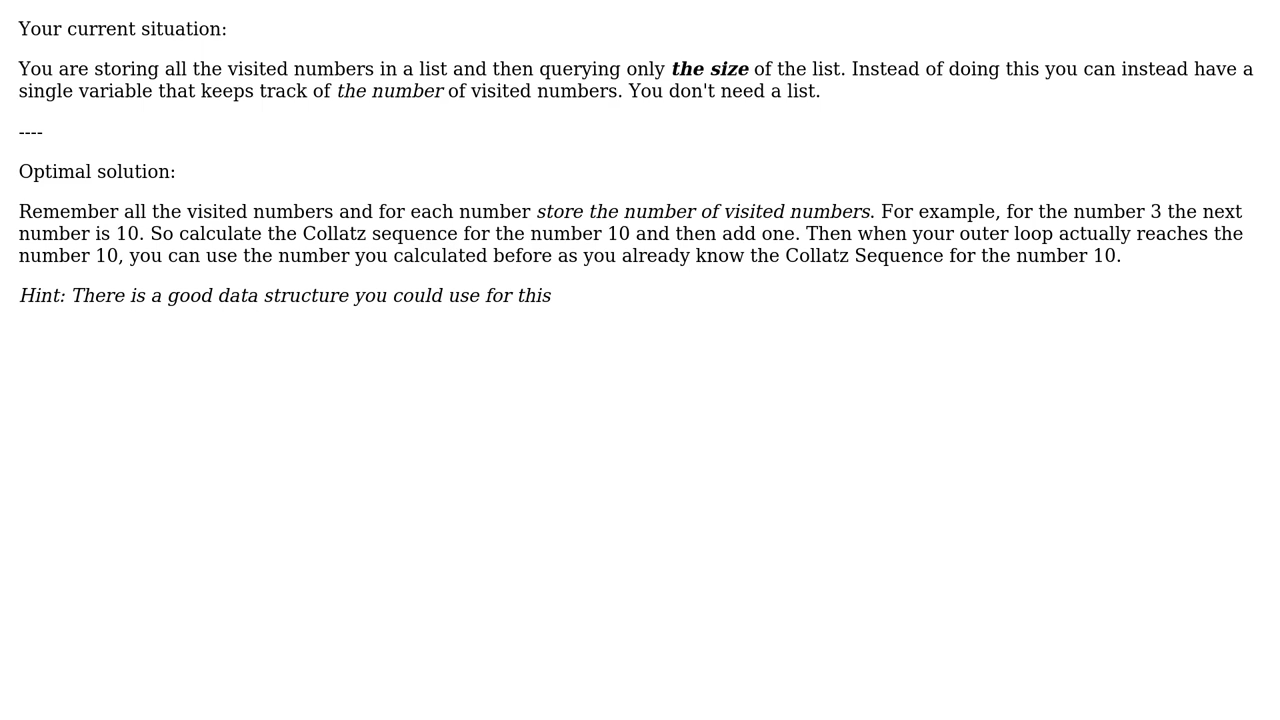 Your current situation:
You are storing all the visited numbers in a list and then querying only the size of the list. Instead of doing this you can instead have a
single variable that keeps track of the number of visited numbers. You don't need a list.
----
Optimal solution:
Remember all the visited numbers and for each number store the number of visited numbers. For example, for the number 3 the next
number is 10. So calculate the Collatz sequence for the number 10 and then add one. Then when your outer loop actually reaches the
number 10, you can use the number you calculated before as you already know the Collatz Sequence for the number 10.
Hint: There is a good data structure you could use for this